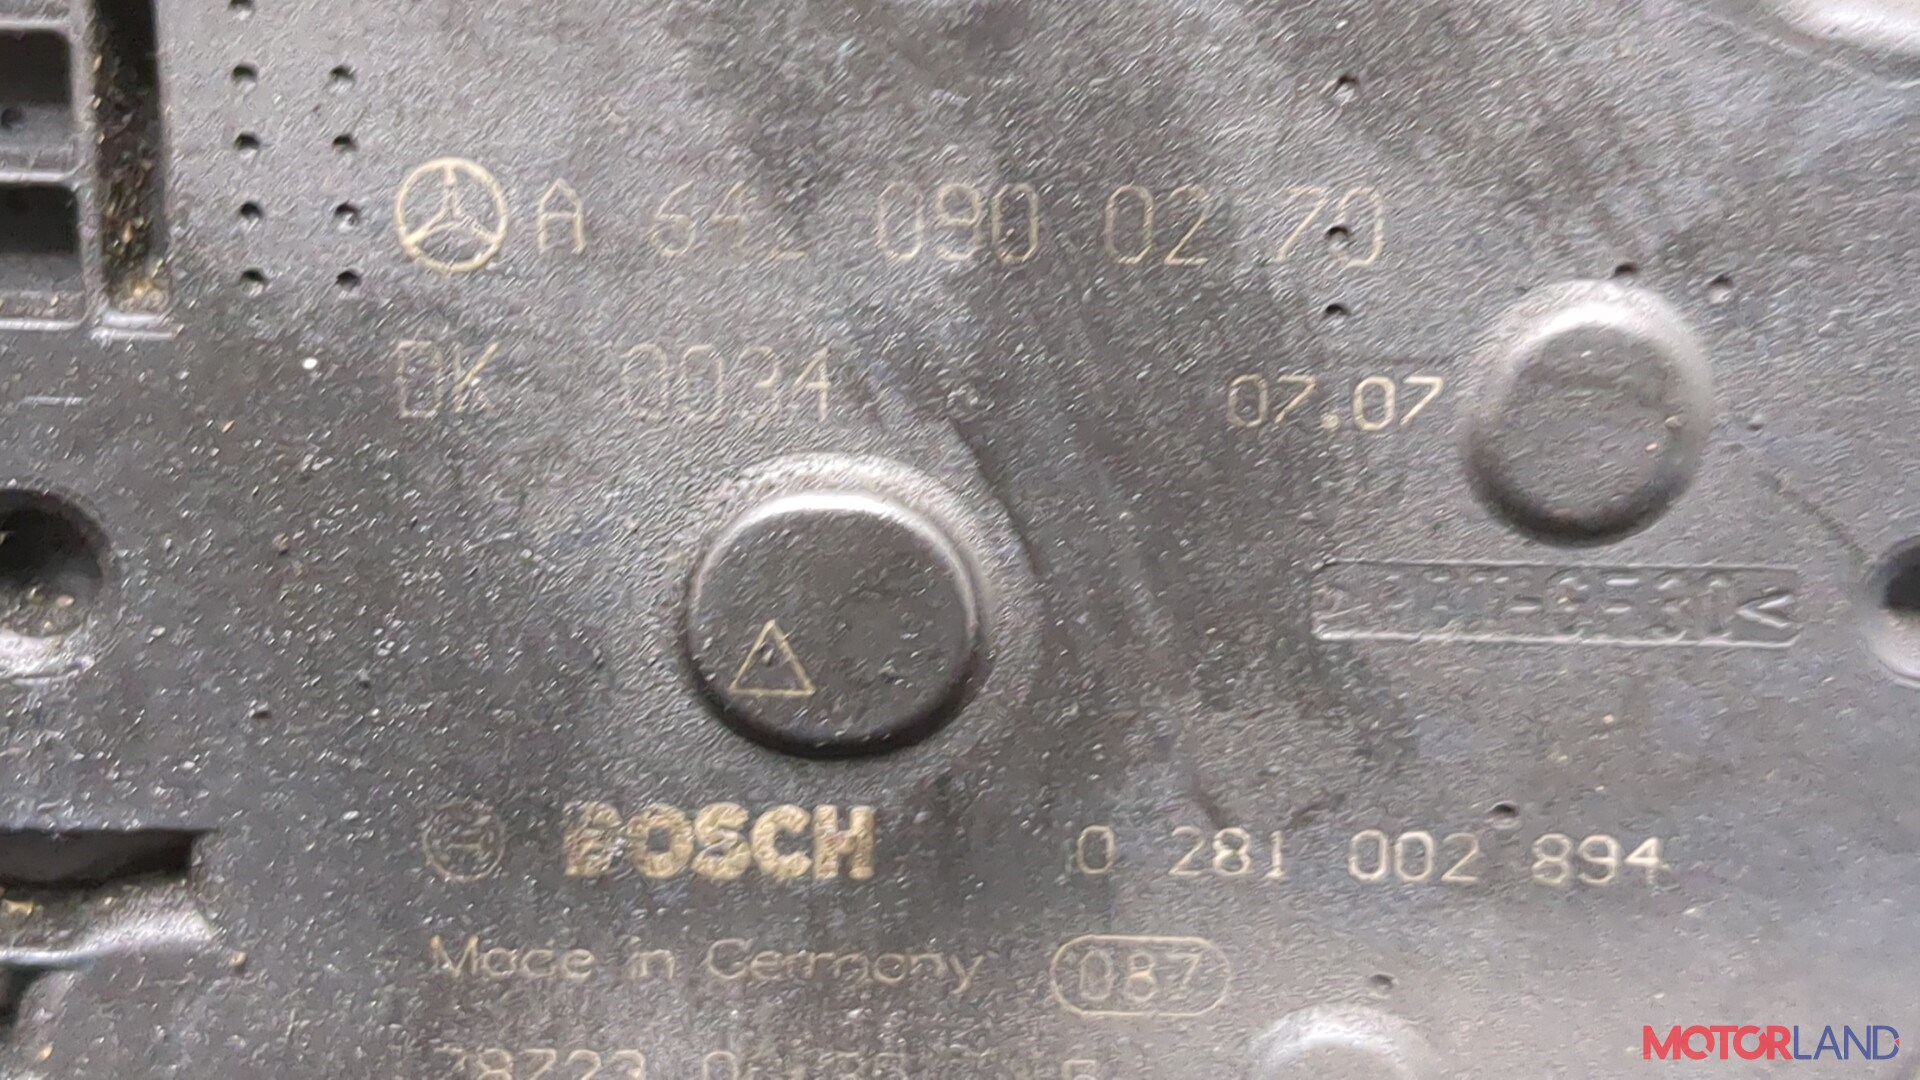 A 642 090 02 70
DK 0034 07.07
BOSCH 0 281 002 894
Made in Germany 087
MOTORLAND